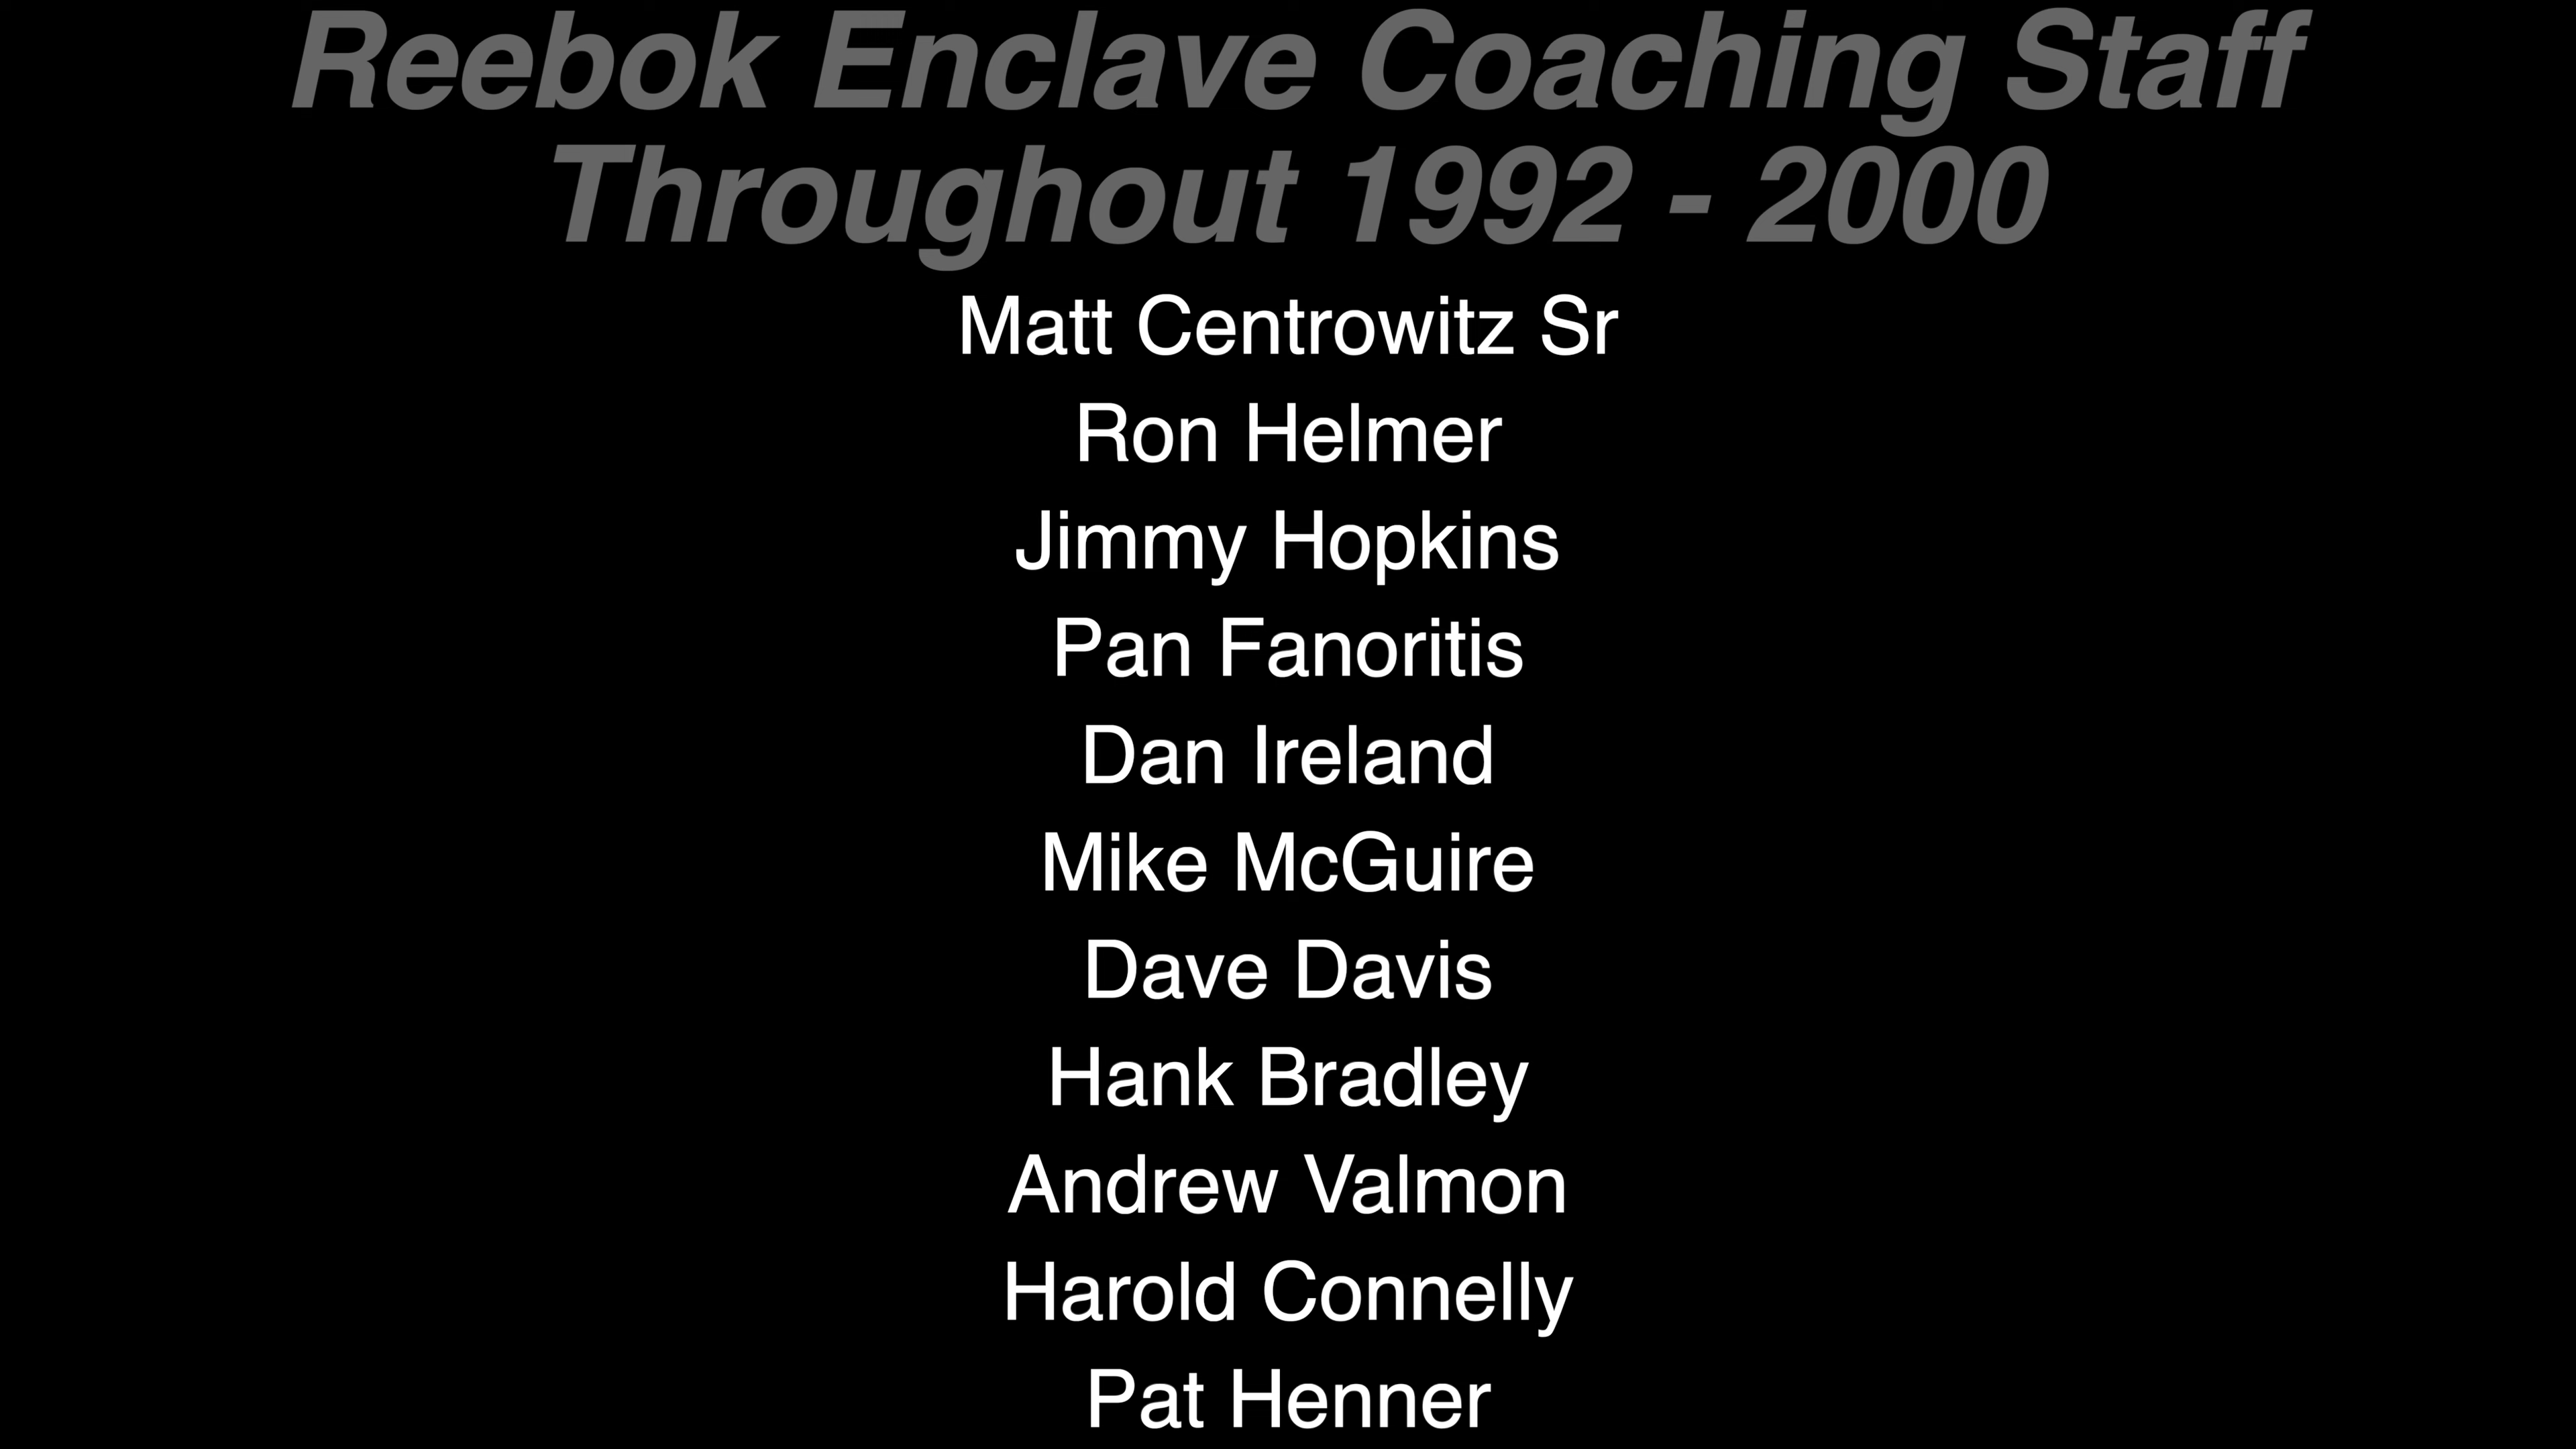 Reebok Enclave Coaching Staff
Throughout 1992 - 2000
Matt Centrowitz Sr
Ron Helmer
Jimmy Hopkins
Pan Fanoritis
Dan Ireland
Mike McGuire
Dave Davis
Hank Bradley
Andrew Valmon
Harold Connelly
Pat Henner